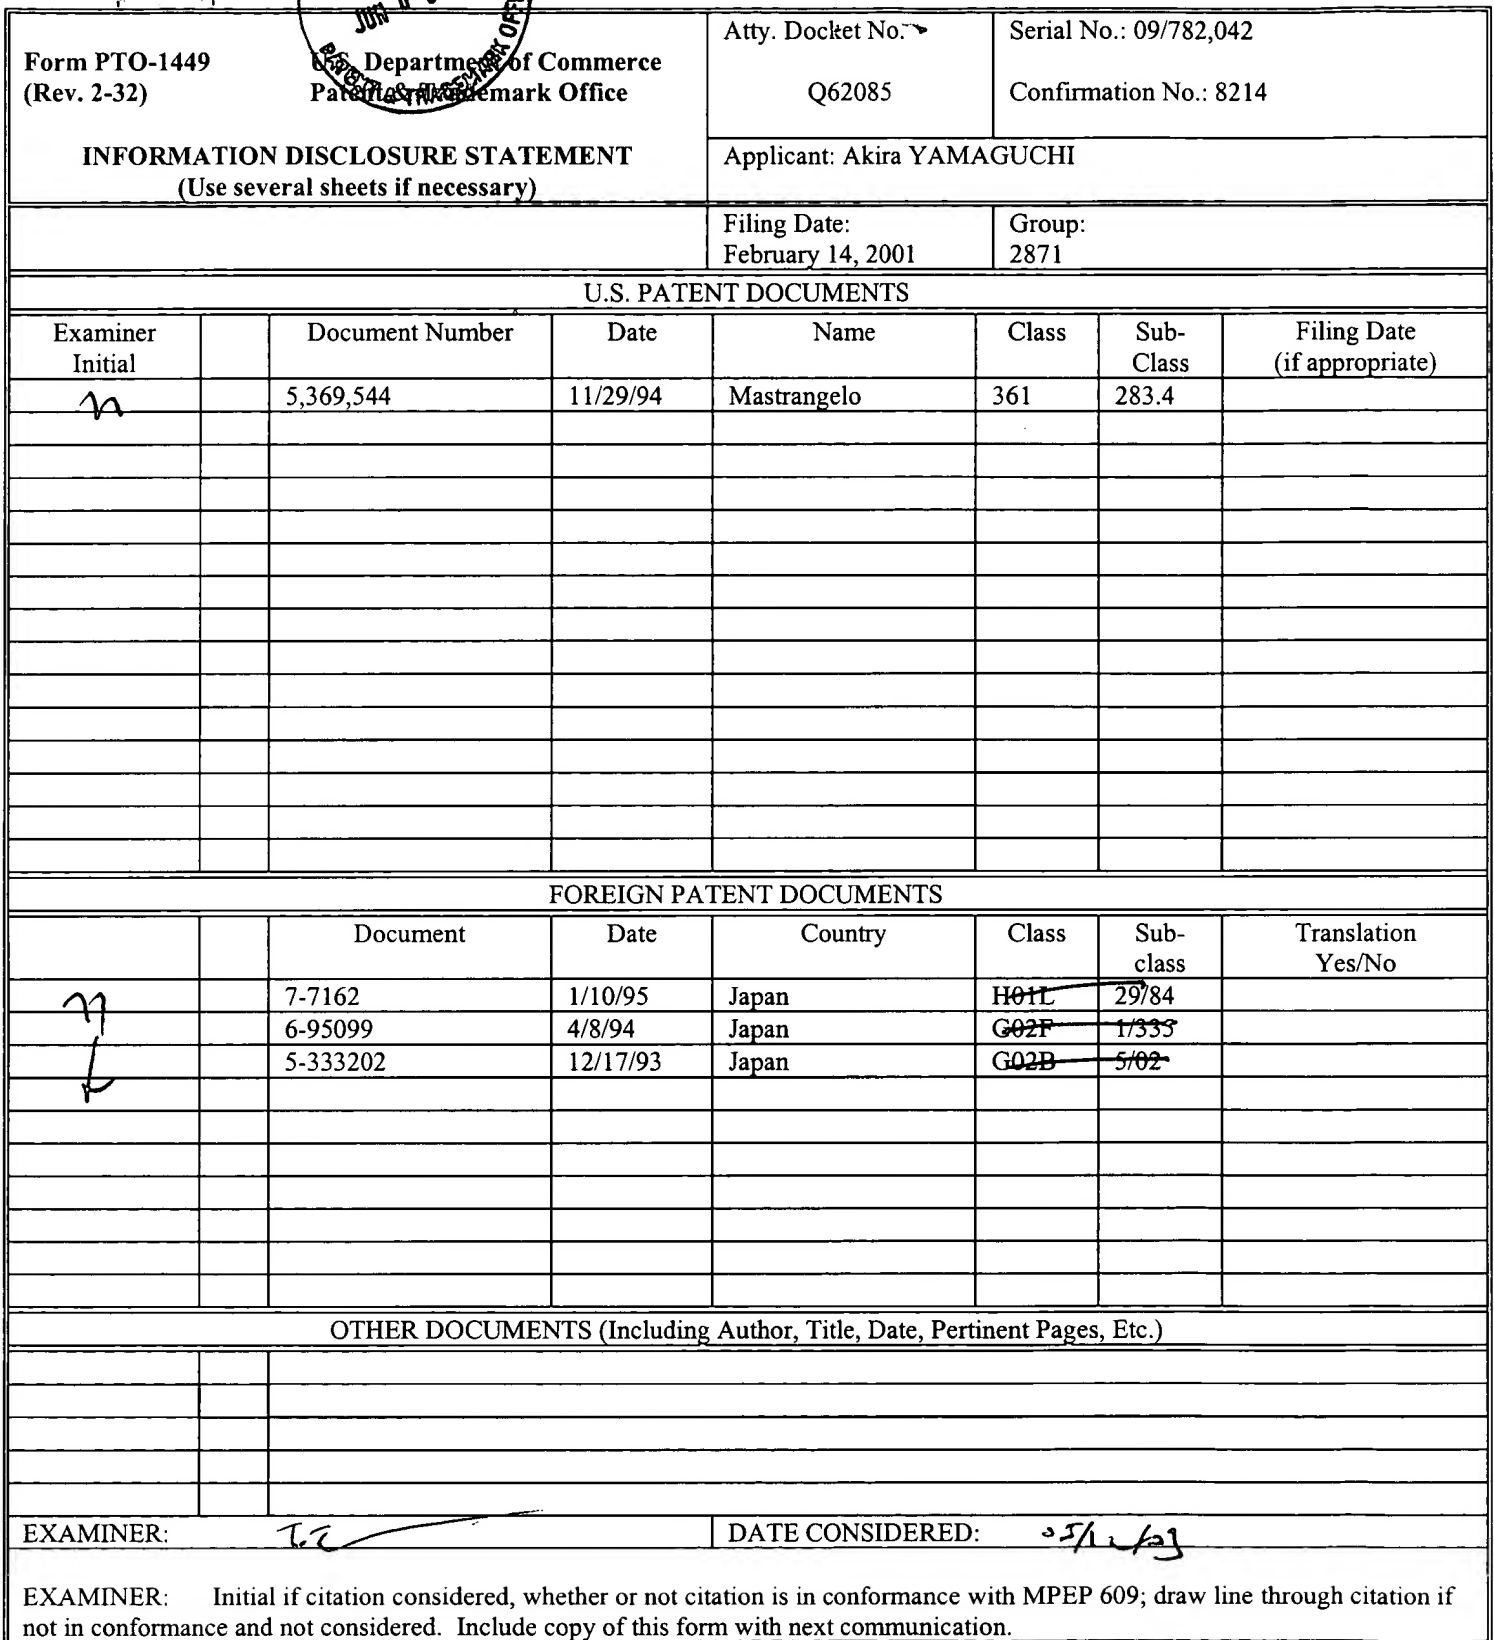 JUN
Form PTO-1449
(Rev. 2-32)
Department of Commerce
Patent & Trademark Office
PATENT & TRADEMARK OFFI
Atty. Docket No.
Q62085
Serial No.: 09/782,042
Confirmation No.: 8214
INFORMATION DISCLOSURE STATEMENT
(Use several sheets if necessary)
Applicant: Akira YAMAGUCHI
Filing Date:
February 14, 2001
Group:
2871
U.S. PATENT DOCUMENTS
Examiner Initial Document Number Date Name Class Sub-Class Filing Date (if appropriate)
5,369,544 11/29/94 Mastrangelo 361 283.4
FOREIGN PATENT DOCUMENTS
Document Date Country Class Sub-class Translation Yes/No
7-7162 1/10/95 Japan H01L 29/84
6-95099 4/8/94 Japan G02F 1/333
5-333202 12/17/93 Japan G02B 5/02
OTHER DOCUMENTS (Including Author, Title, Date, Pertinent Pages, Etc.)
EXAMINER:
DATE CONSIDERED:
EXAMINER: Initial if citation considered, whether or not citation is in conformance with MPEP 609; draw line through citation if
not in conformance and not considered. Include copy of this form with next communication.